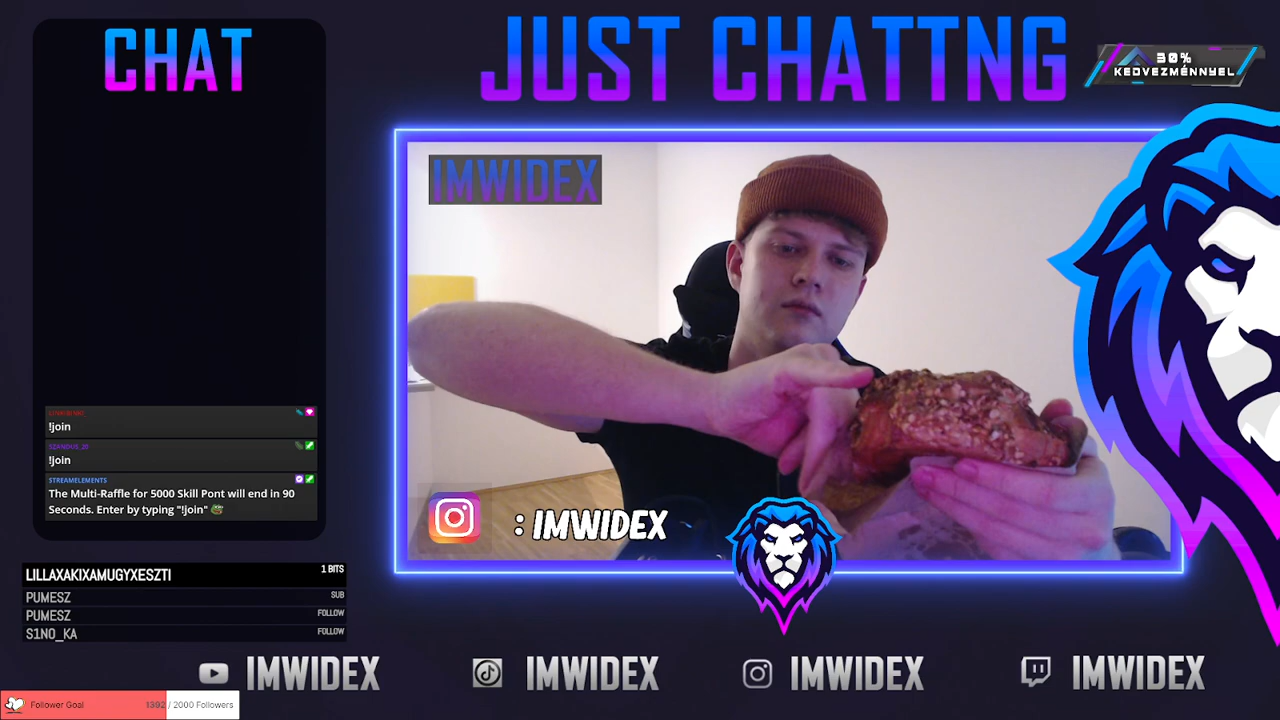 CHAT
JUST CHATTNG
30%
KEDVEZMÉNNYEL
IMWIDEX
!join
SZANDUS_20
!join
STREAMELEMENTS
The Multi-Raffle for 5000 Skill Pont will end in 90
Seconds. Enter by typing "!join"
: IMWIDEX
LILLAXAKIXAMUGYXESZTI 1 BITS
PUMESZ SUB
PUMESZ FOLLOW
S1N0_KA FOLLOW
IMWIDEX IMWIDEX IMWIDEX IMWIDEX
Follower Goal 1392 / 2000 Followers